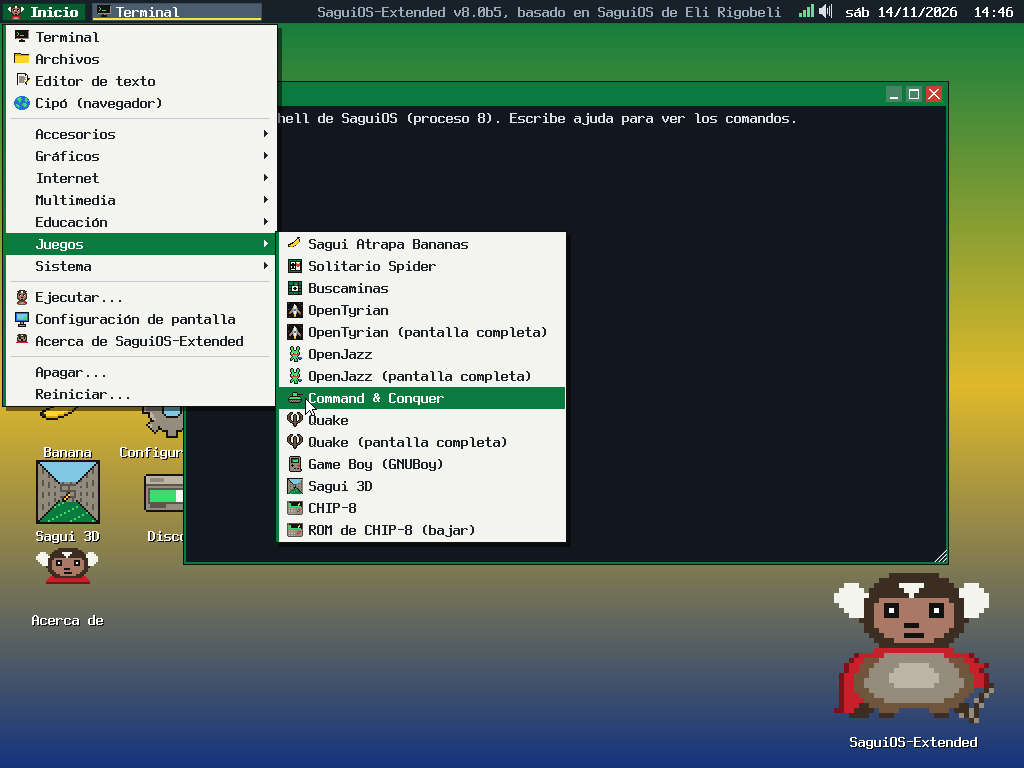 Inicio
Terminal
SaguiOS-Extended v8.0b5, basado en SaguiOS de Eli Rigobeli
sáb 14/11/2026 14:46
Terminal
Archivos
Editor de texto
Cipó (navegador)
Accesorios
Gráficos
Internet
Multimedia
Educación
Juegos
Sistema
Ejecutar...
Configuración de pantalla
Acerca de SaguiOS-Extended
Apagar...
Reiniciar...
hell de SaguiOS (proceso 8). Escribe ajuda para ver los comandos.
Sagui Atrapa Bananas
Solitario Spider
Buscaminas
OpenTyrian
OpenTyrian (pantalla completa)
OpenJazz
OpenJazz (pantalla completa)
Command & Conquer
Quake
Quake (pantalla completa)
Game Boy (GNUBoy)
Sagui 3D
CHIP-8
ROM de CHIP-8 (bajar)
Banana
Configur
Sagui 3D
Disco
Acerca de
SaguiOS-Extended